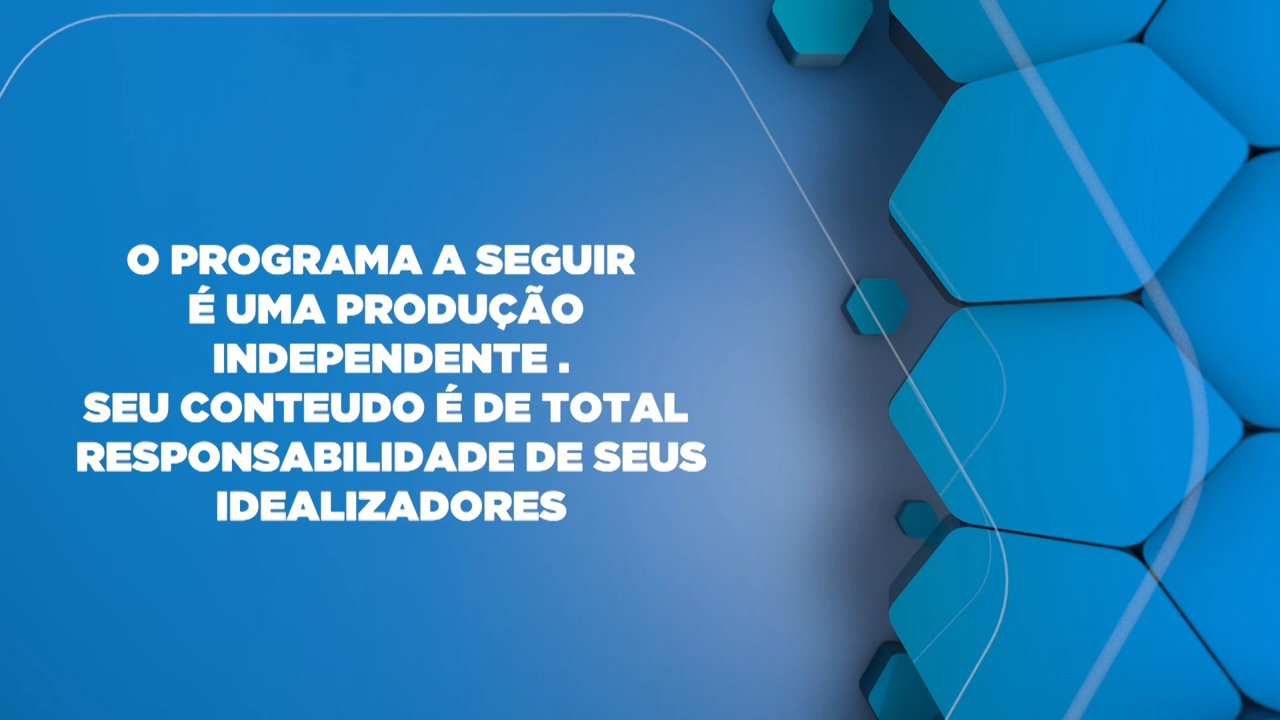 O PROGRAMA A SEGUIR
É UMA PRODUÇÃO
INDEPENDENTE .
SEU CONTEUDO É DE TOTAL
RESPONSABILIDADE DE SEUS
IDEALIZADORES